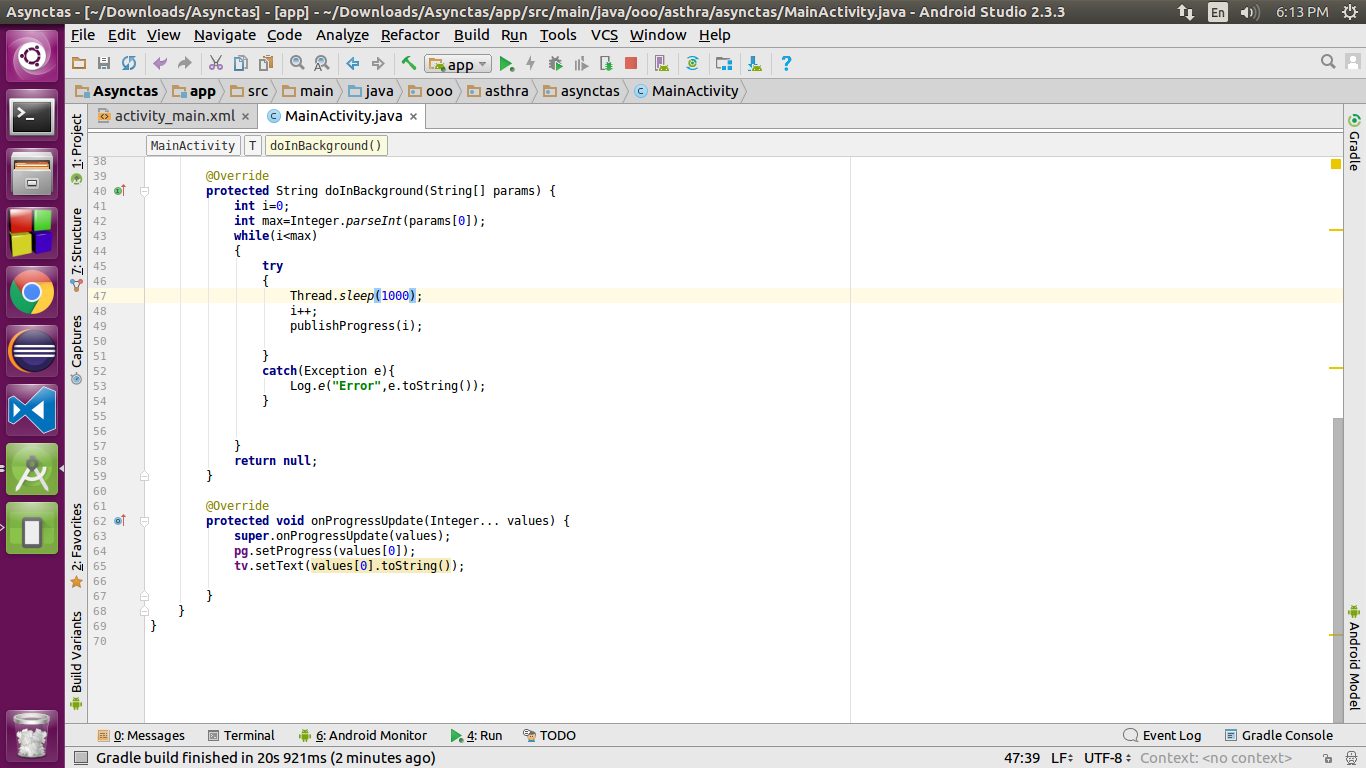 Asynctas - [~/Downloads/Asynctas] - [app] - ~/Downloads/Asynctas/app/src/main/java/ooo/asthra/asynctas/MainActivity.java - Android Studio 2.3.3
En
6:13 PM
File Edit View Navigate Code Analyze Refactor Build Run Tools VCS Window Help
app
Asynctas app src main java ooo asthra asynctas MainActivity
activity_main.xml × MainActivity.java ×
MainActivity T doInBackground()
1: Project
7: Structure
Captures
2: Favorites
Build Variants
38
39 @Override
40 protected String doInBackground(String[] params) {
41 int i=0;
42 int max=Integer.parseInt(params[0]);
43 while(i<max)
44 {
45 try
46 {
47 Thread.sleep(1000);
48 i++;
49 publishProgress(i);
50
51 }
52 catch(Exception e){
53 Log.e("Error",e.toString());
54 }
55
56
57 }
58 return null;
59 }
60
61 @Override
62 protected void onProgressUpdate(Integer... values) {
63 super.onProgressUpdate(values);
64 pg.setProgress(values[0]);
65 tv.setText(values[0].toString());
66
67 }
68 }
69 }
70
Gradle
Android Model
0: Messages Terminal 6: Android Monitor 4: Run TODO Event Log Gradle Console
Gradle build finished in 20s 921ms (2 minutes ago) 47:39 LF UTF-8 Context: <no context>